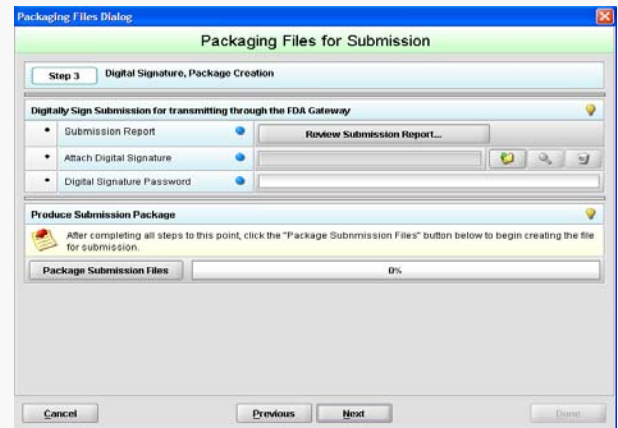 Packaging Files Dialog
Packaging Files for Submission
Step 3 Digital Signature, Package Creation
Digitally Sign Submission for transmitting through the FDA Gateway
Submission Report Review Submission Report...
Attach Digital Signature
Digital Signature Password
Produce Submission Package
After completing all steps to this point, click the "Package Subnmission Files" button below to begin creating the file
for submission.
Package Submission Files 0%
Cancel Previous Next Done